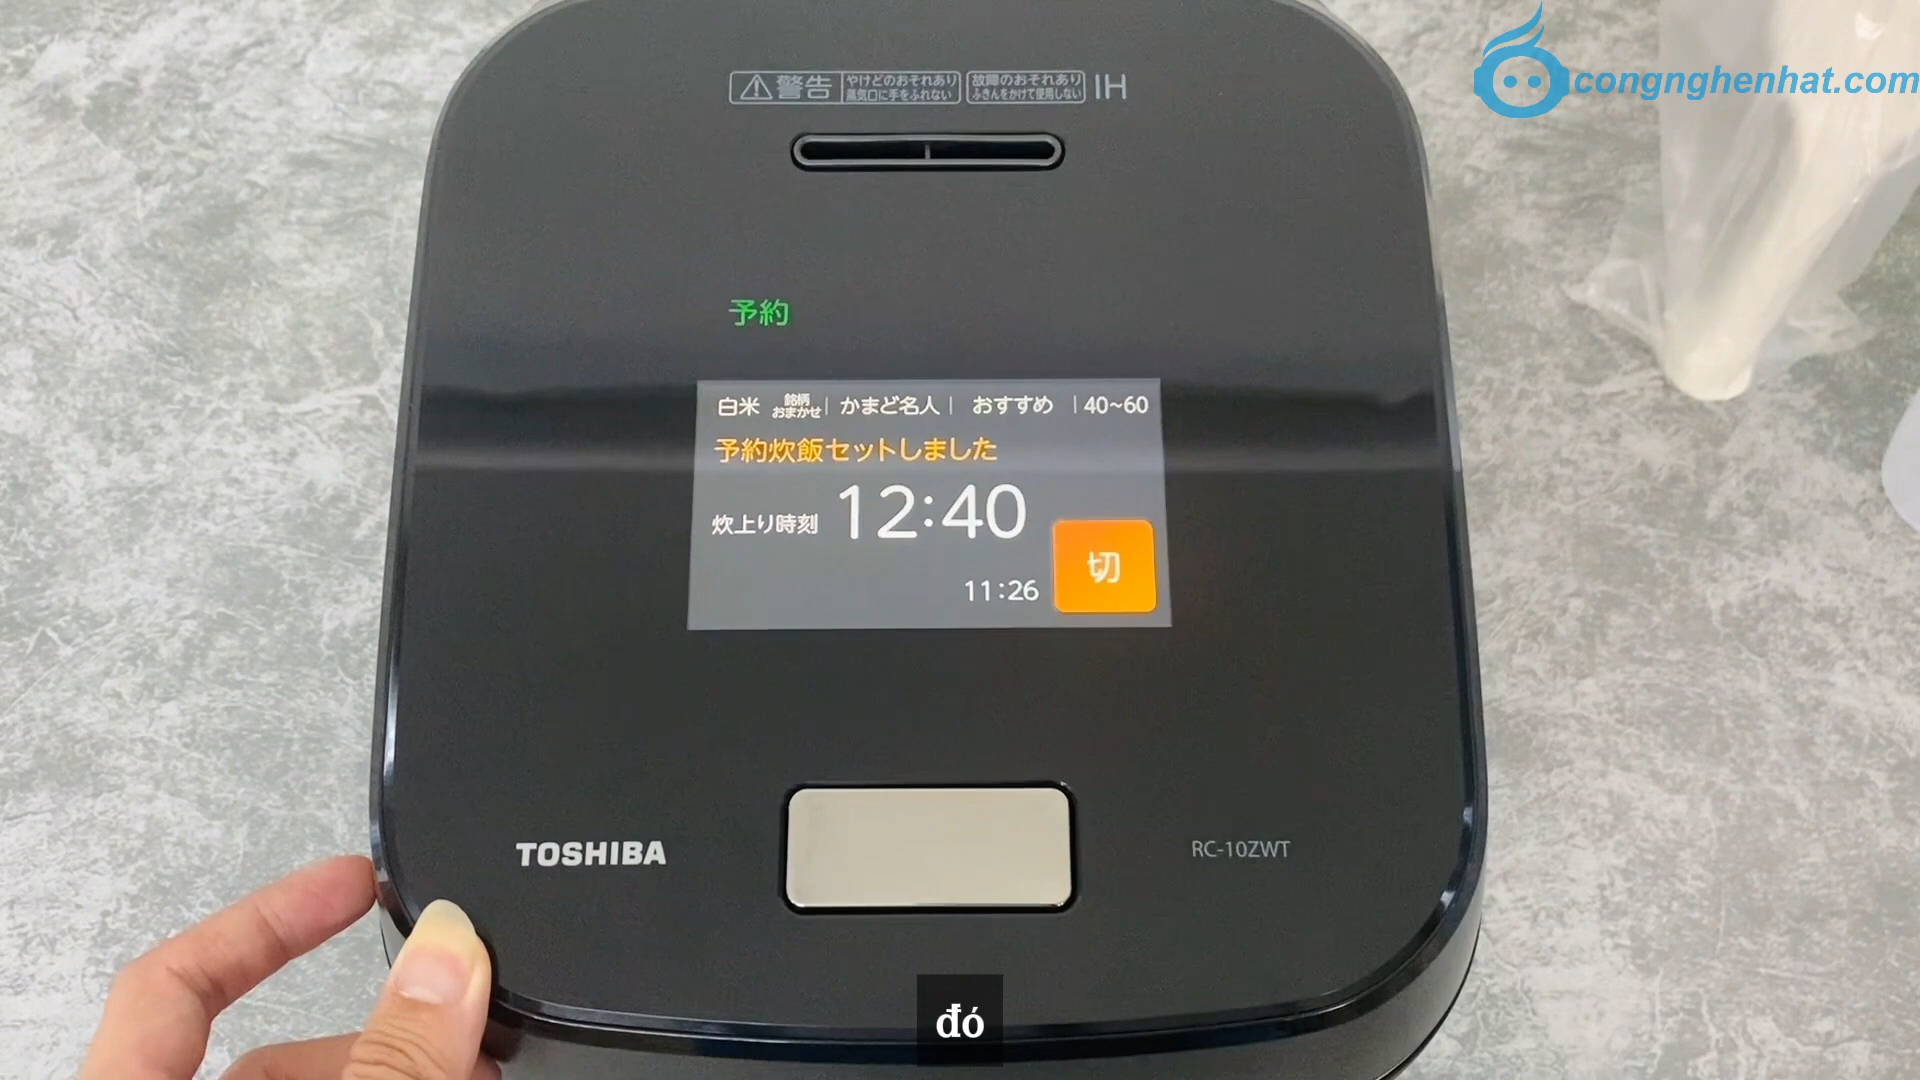 congnghenhat.com
警告 やけどのおそれあり 蒸気口に手をふれない 故障のおそれあり ふきんをかけて使用しない IH
予約
白米 銘柄おまかせ | かまど名人 | おすすめ | 40~60
予約炊飯セットしました
炊上り時刻 12:40
切
11:26
TOSHIBA
RC-10ZWT
đó